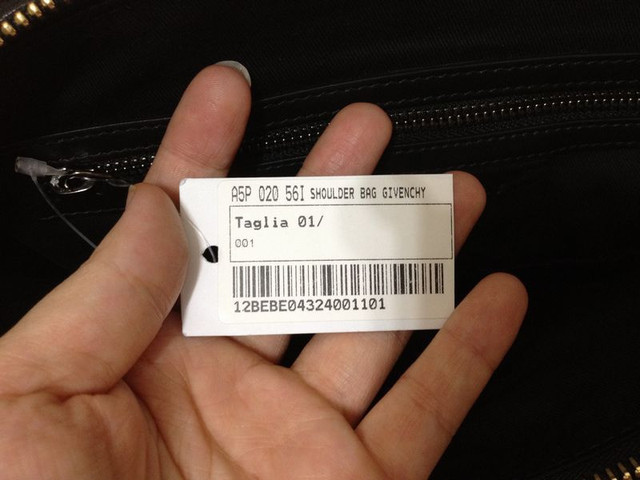 A5P 020 56I SHOULDER BAG GIVENCHY
Taglia 01/
001
12BEBE04324001101